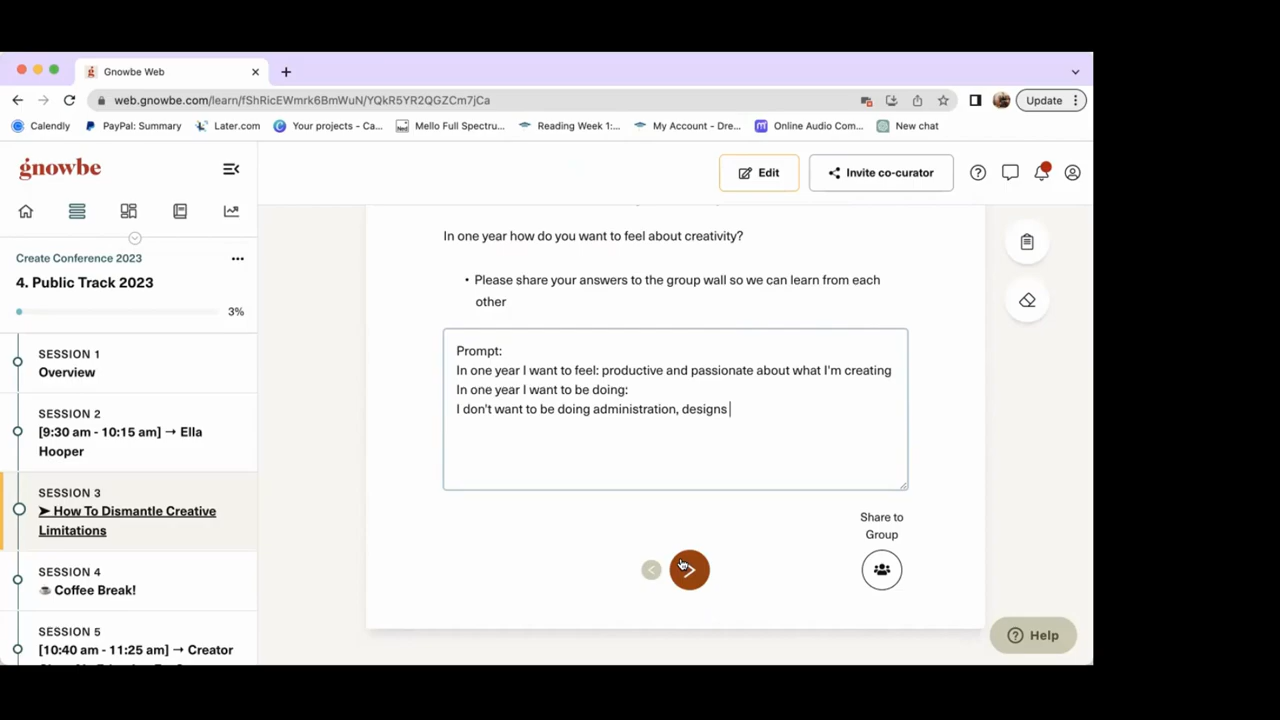 Gnowbe Web
web.gnowbe.com/learn/fShRicEWmrk6BmWuN/YQkR5YR2QGZCm7jCa
Update
Calendly
PayPal: Summary
Later.com
Your projects - Ca...
Mello Full Spectru...
Reading Week 1:...
My Account - Dre...
Online Audio Com...
New chat
gnowbe
Edit
Invite co-curator
Create Conference 2023
4. Public Track 2023
3%
SESSION 1
Overview
SESSION 2
[9:30 am - 10:15 am] → Ella
Hooper
SESSION 3
➤ How To Dismantle Creative
Limitations
SESSION 4
☕ Coffee Break!
SESSION 5
[10:40 am - 11:25 am] → Creator
In one year how do you want to feel about creativity?
• Please share your answers to the group wall so we can learn from each
other
Prompt:
In one year I want to feel: productive and passionate about what I'm creating
In one year I want to be doing:
I don't want to be doing administration, designs
Share to
Group
Help